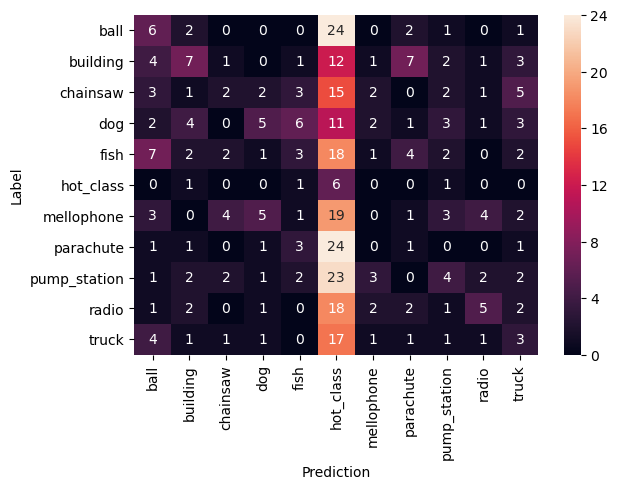 ball 6 2 0 0 0 24 0 2 1 0 1
building 4 7 1 0 1 12 1 7 2 1 3
chainsaw 3 1 2 2 3 15 2 0 2 1 5
dog 2 4 0 5 6 11 2 1 3 1 3
fish 7 2 2 1 3 18 1 4 2 0 2
hot_class 0 1 0 0 1 6 0 0 1 0 0
mellophone 3 0 4 5 1 19 0 1 3 4 2
parachute 1 1 0 1 3 24 0 1 0 0 1
pump_station 1 2 2 1 2 23 3 0 4 2 2
radio 1 2 0 1 0 18 2 2 1 5 2
truck 4 1 1 1 0 17 1 1 1 1 3
Label
ball building chainsaw dog fish hot_class mellophone parachute pump_station radio truck
Prediction
24
20
16
12
8
4
0